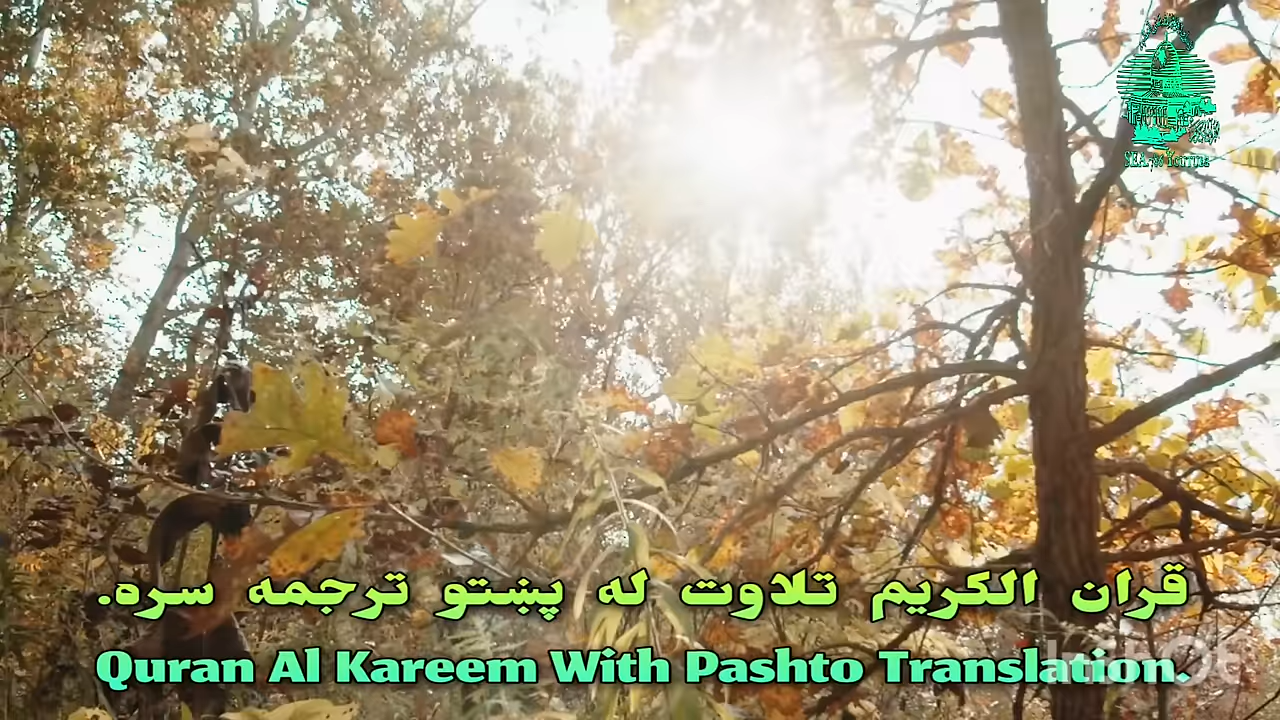 قران الکریم تلاوت له پښتو ترجمه سره.
Quran Al Kareem With Pashto Translation.